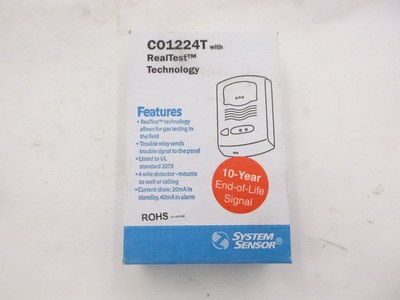 CO1224T with
RealTest™
Technology
Features
• RealTest™ technology
allows for gas testing in
the field
• Trouble relay sends
trouble signal to the panel
• Listed to UL
standard 2075
• 4 wire detector - mounts
to wall or ceiling
• Current draw: 20mA in
standby, 40mA in alarm
10-Year
End-of-Life
Signal
ROHS
SYSTEM
SENSOR